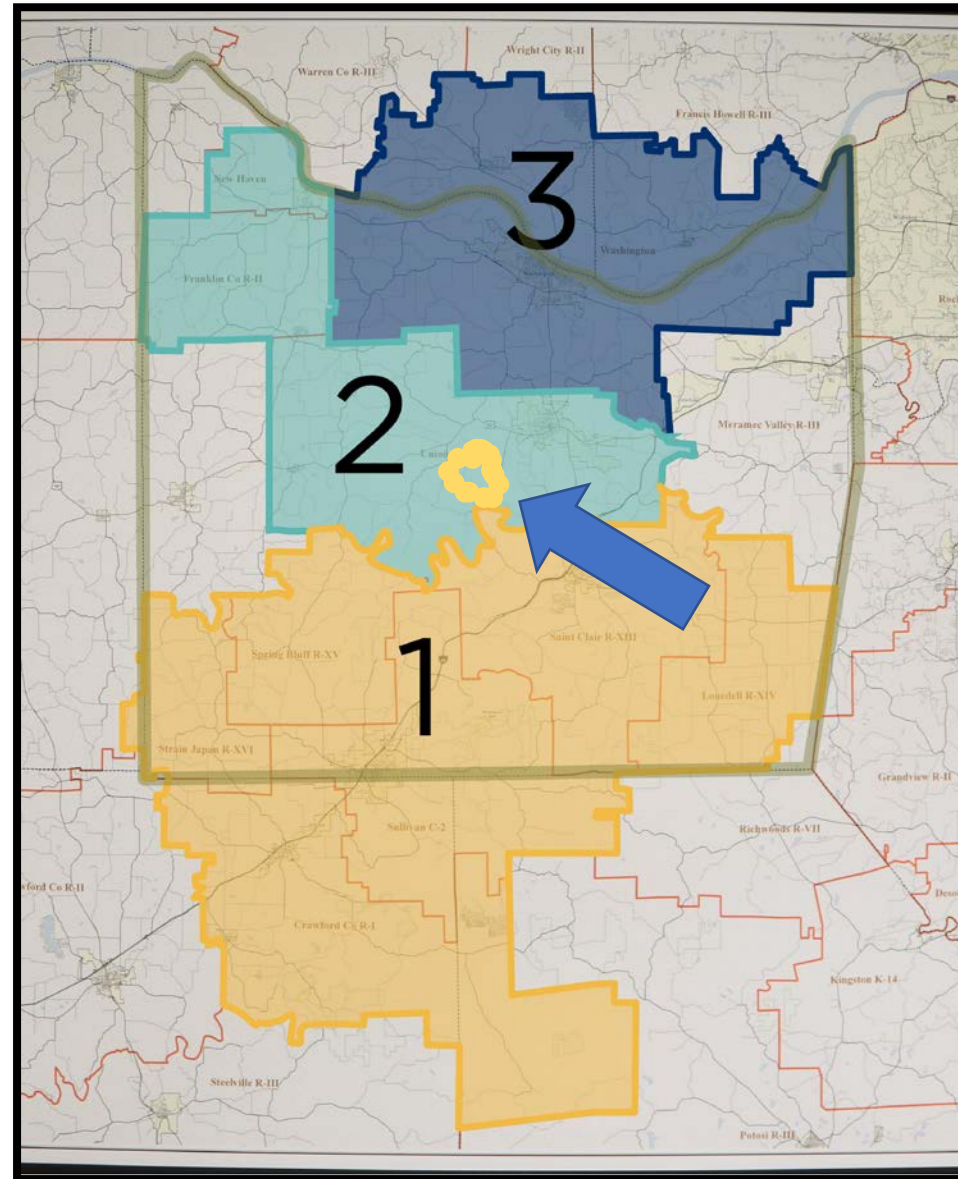 Wright City R-II
Warren Co R-III
Francis Howell R-III
3
New Haven
Washington
Franklin Co R-II
2
Meramec Valley R-III
Saint Clair R-XIII
Spring Bluff R-XV
1
Lonedell R-XIV
Strain Japan R-XVI
Grandview R-II
Sullivan C-2
Richwoods R-VII
Crawford Co R-I
Kingston K-14
Steelville R-III
Potosi R-III